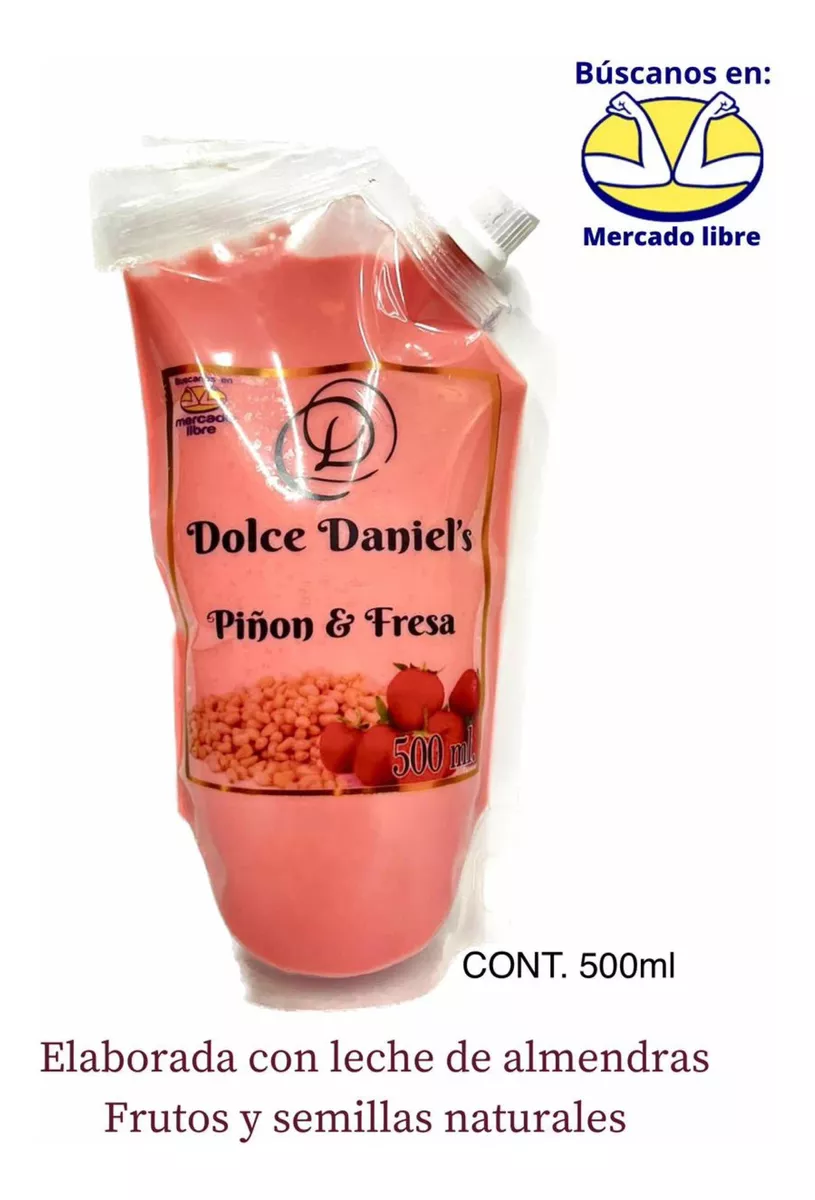 Búscanos en:
Mercado libre
Buscanos en
mercado
libre
D
Dolce Daniel's
Piñon & Fresa
500 ml.
CONT. 500ml
Elaborada con leche de almendras
Frutos y semillas naturales